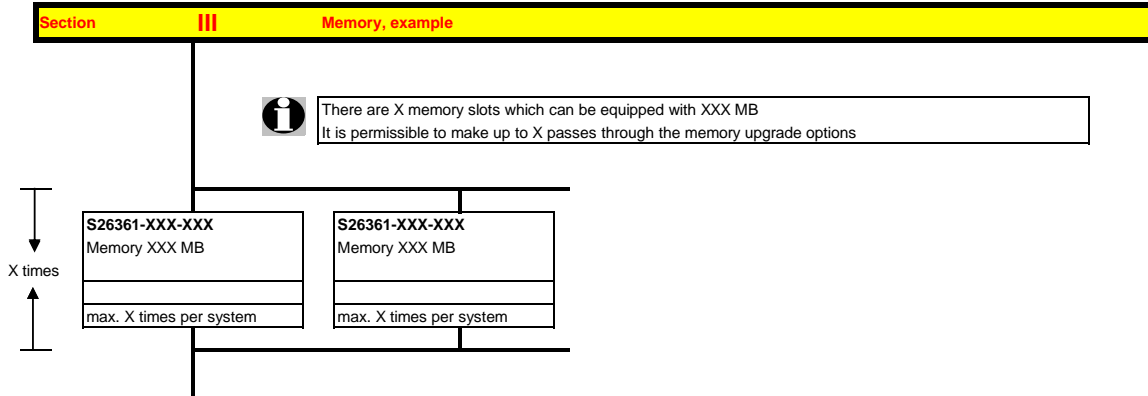 Section III Memory, example
There are X memory slots which can be equipped with XXX MB
It is permissible to make up to X passes through the memory upgrade options
X times
S26361-XXX-XXX
Memory XXX MB
max. X times per system
S26361-XXX-XXX
Memory XXX MB
max. X times per system